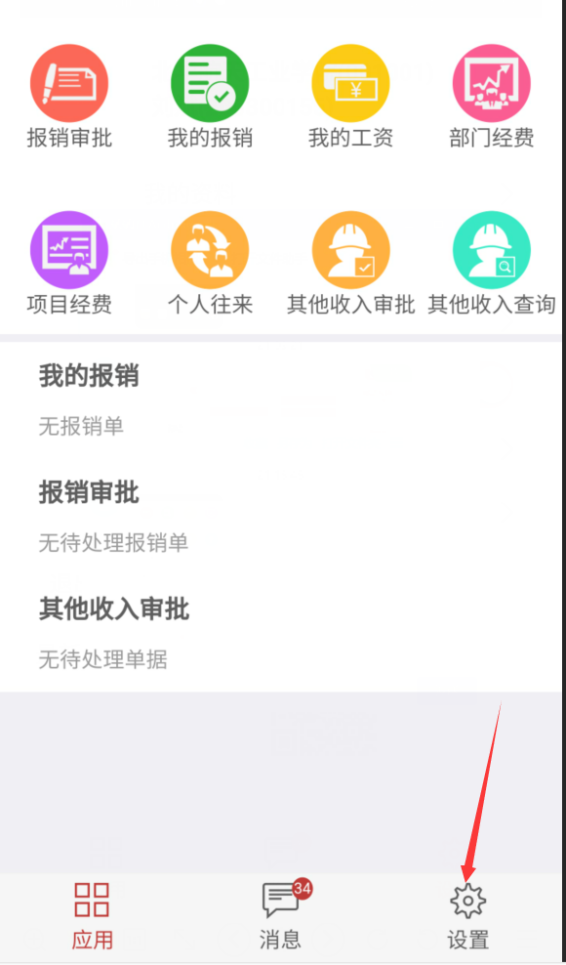 报销审批 我的报销 我的工资 部门经费
¥
项目经费 个人往来 其他收入审批 其他收入查询
我的报销
无报销单
报销审批
无待处理报销单
其他收入审批
无待处理单据
34
应用 消息 设置